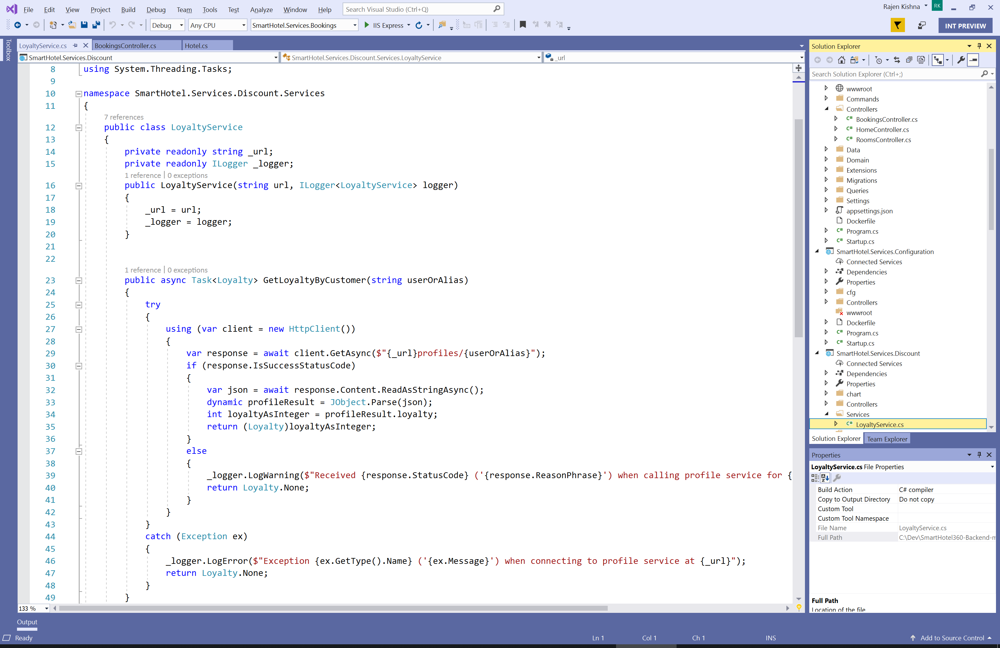 File Edit View Project Build Debug Team Tools Test Analyze Window Help Search Visual Studio (Ctrl+Q) Rajen Kishna RK
Debug Any CPU SmartHotel.Services.Bookings IIS Express INT PREVIEW
Toolbox
LoyaltyService.cs BookingsController.cs Hotel.cs
SmartHotel.Services.Discount SmartHotel.Services.Discount.Services.LoyaltyService _url
8 using System.Threading.Tasks;
9
10 namespace SmartHotel.Services.Discount.Services
11 {
7 references
12 public class LoyaltyService
13 {
14 private readonly string _url;
15 private readonly ILogger _logger;
1 reference | 0 exceptions
16 public LoyaltyService(string url, ILogger<LoyaltyService> logger)
17 {
18 _url = url;
19 _logger = logger;
20 }
21
22
1 reference | 0 exceptions
23 public async Task<Loyalty> GetLoyaltyByCustomer(string userOrAlias)
24 {
25 try
26 {
27 using (var client = new HttpClient())
28 {
29 var response = await client.GetAsync($"{_url}profiles/{userOrAlias}");
30 if (response.IsSuccessStatusCode)
31 {
32 var json = await response.Content.ReadAsStringAsync();
33 dynamic profileResult = JObject.Parse(json);
34 int loyaltyAsInteger = profileResult.loyalty;
35 return (Loyalty)loyaltyAsInteger;
36 }
37 else
38 {
39 _logger.LogWarning($"Received {response.StatusCode} ('{response.ReasonPhrase}') when calling profile service for {
40 return Loyalty.None;
41 }
42 }
43 }
44 catch (Exception ex)
45 {
46 _logger.LogError($"Exception {ex.GetType().Name} ('{ex.Message}') when connecting to profile service at {_url}");
47 return Loyalty.None;
48 }
49 }
133 %
Solution Explorer
Search Solution Explorer (Ctrl+;)
wwwroot
Commands
Controllers
C# BookingsController.cs
C# HomeController.cs
C# RoomsController.cs
Data
Domain
Extensions
Migrations
Queries
Settings
appsettings.json
Dockerfile
C# Program.cs
C# Startup.cs
SmartHotel.Services.Configuration
Connected Services
Dependencies
Properties
cfg
Controllers
wwwroot
Dockerfile
C# Program.cs
C# Startup.cs
SmartHotel.Services.Discount
Connected Services
Dependencies
Properties
chart
Controllers
Services
C# LoyaltyService.cs
Solution Explorer Team Explorer
Properties
LoyaltyService.cs File Properties
Build Action C# compiler
Copy to Output Directory Do not copy
Custom Tool
Custom Tool Namespace
File Name LoyaltyService.cs
Full Path C:\Dev\SmartHotel360-Backend-m
Full Path
Location of the file
Output
Ready Ln 1 Col 1 Ch 1 INS Add to Source Control